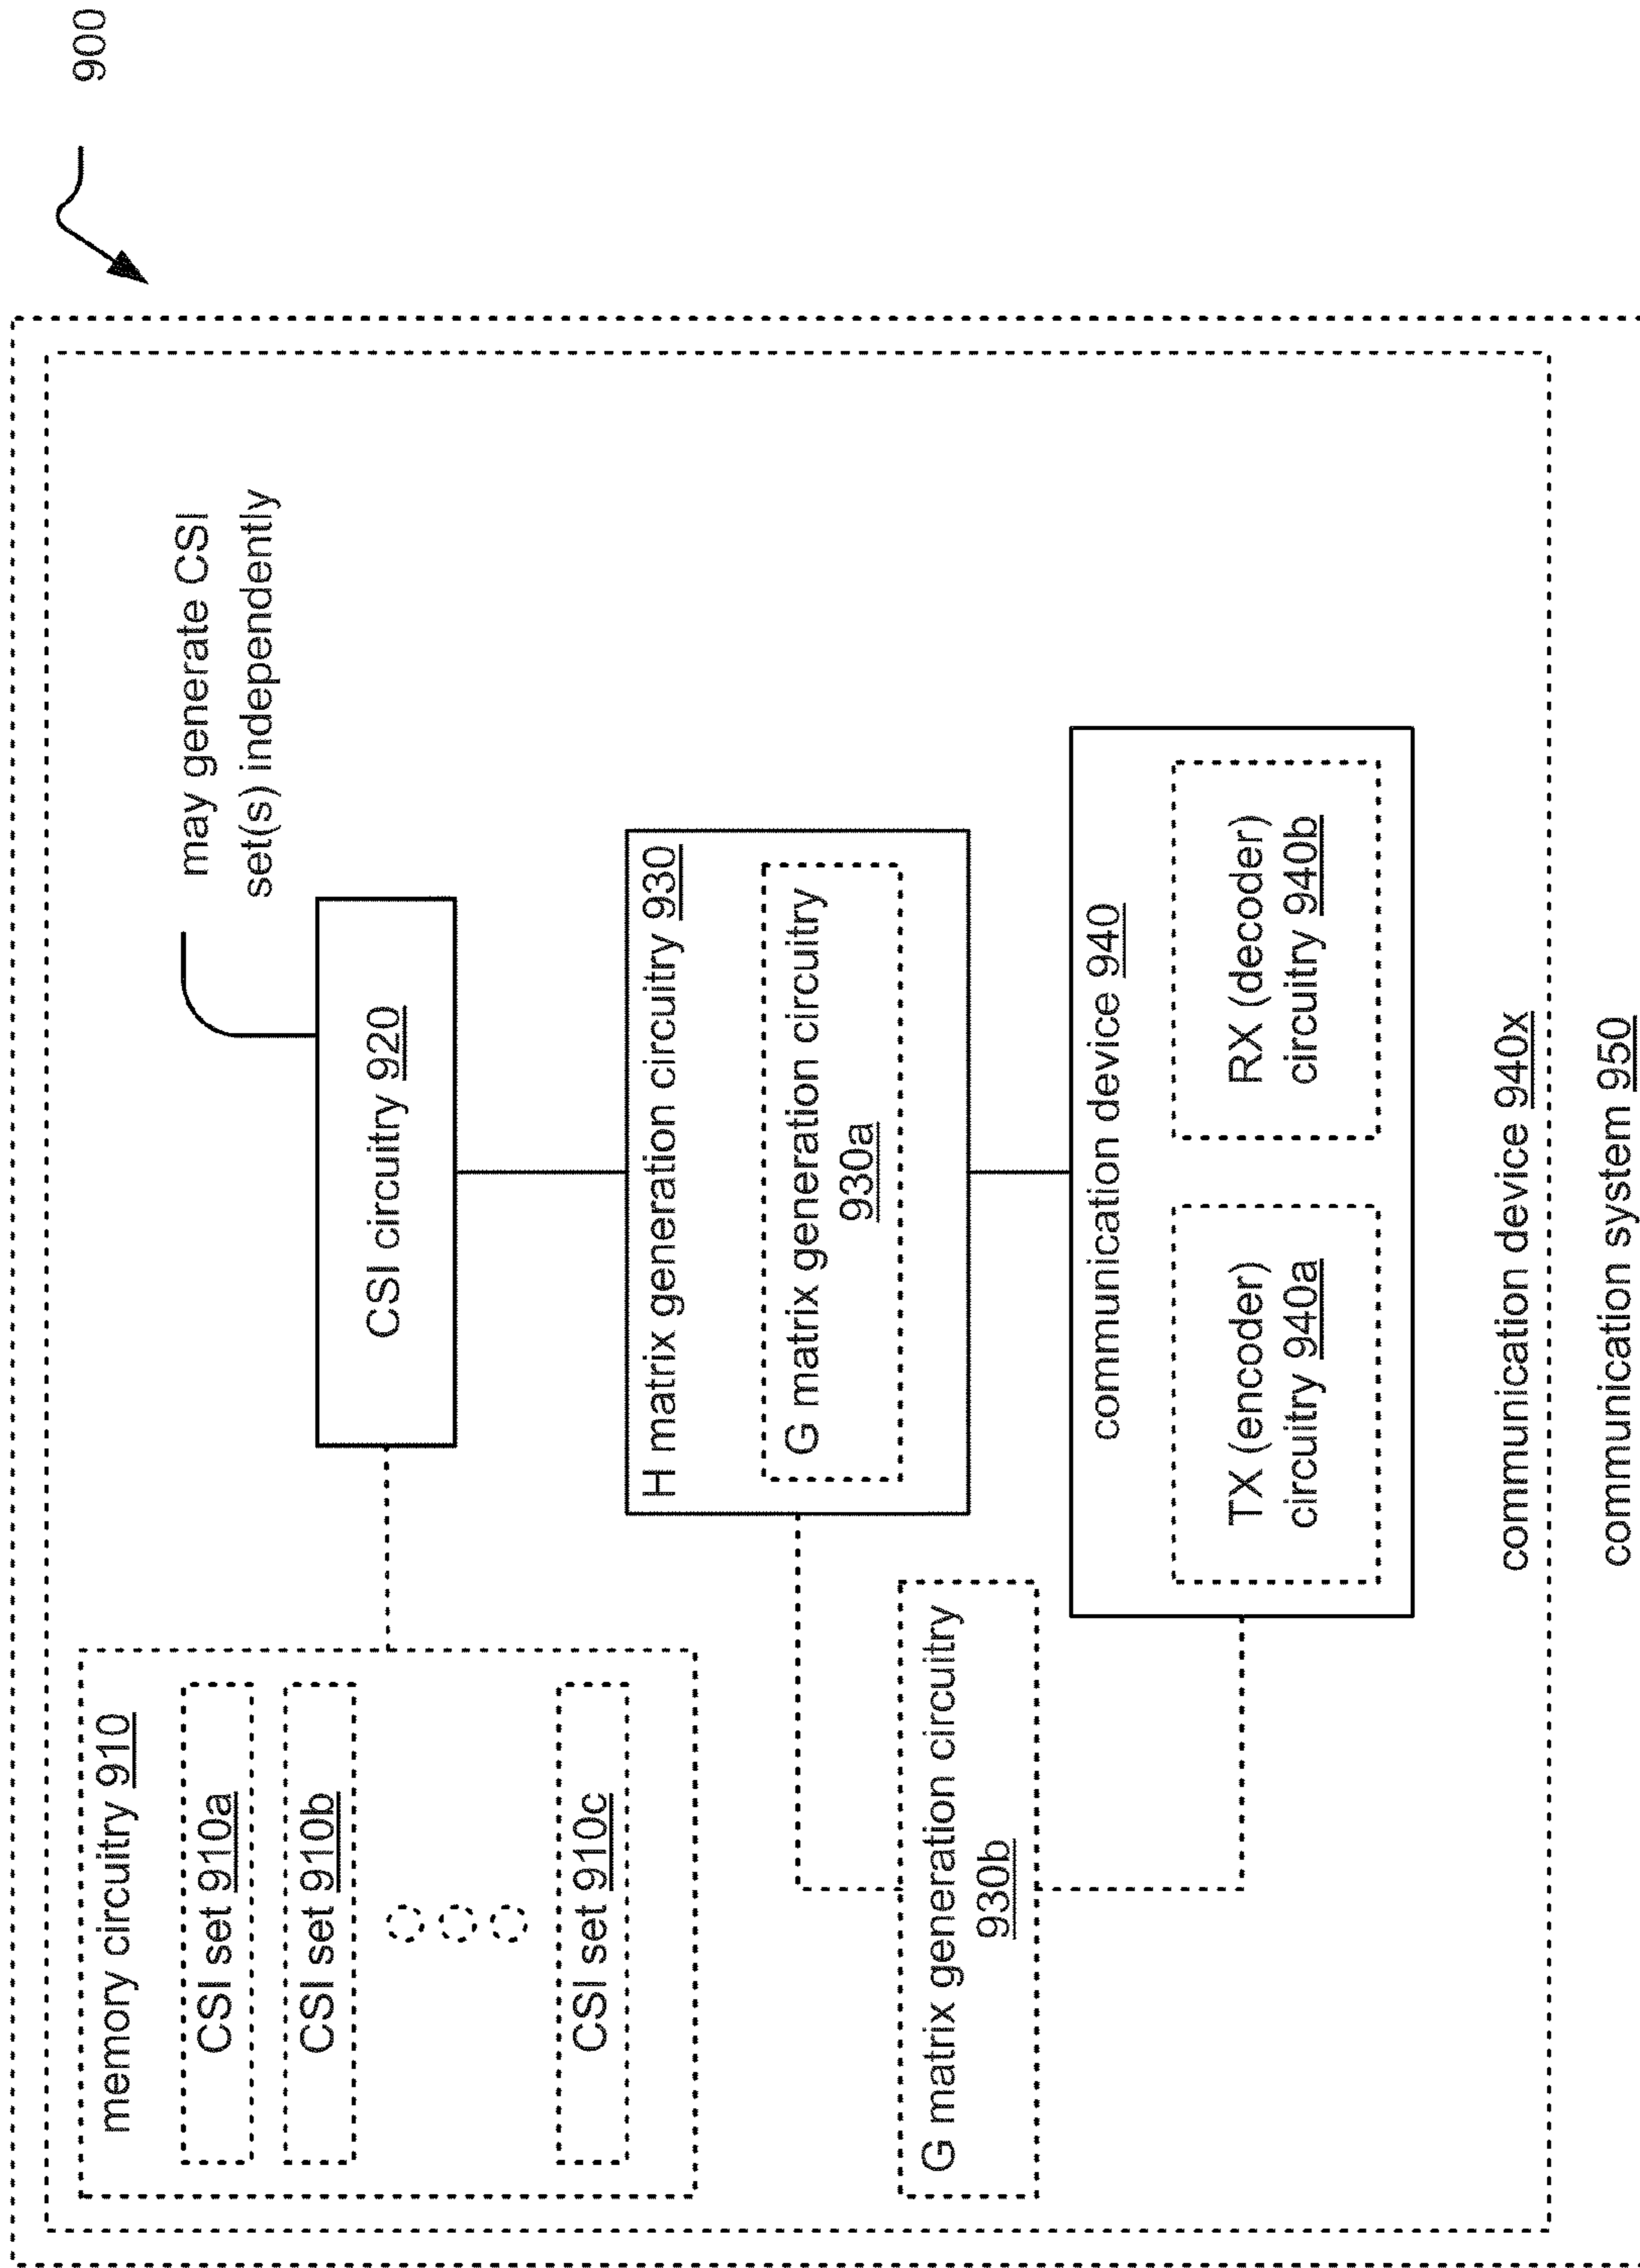 900
may generate CSI
set(s) independently
memory circuitry 910
CSI set 910a
CSI set 910b
CSI set 910c
CSI circuitry 920
H matrix generation circuitry 930
G matrix generation circuitry
930a
G matrix generation circuitry
930b
communication device 940
TX (encoder)
circuitry 940a
RX (decoder)
circuitry 940b
communication device 940x
communication system 950